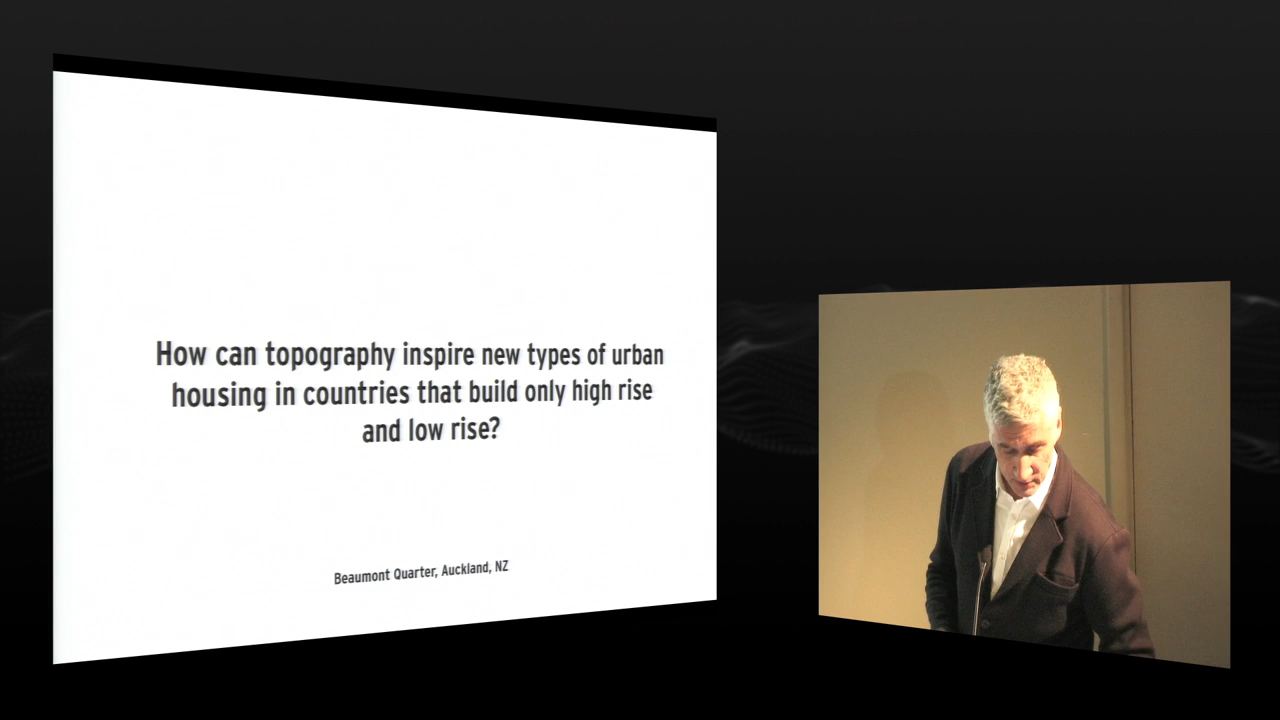 How can topography inspire new types of urban
housing in countries that build only high rise
and low rise?
Beaumont Quarter, Auckland, NZ